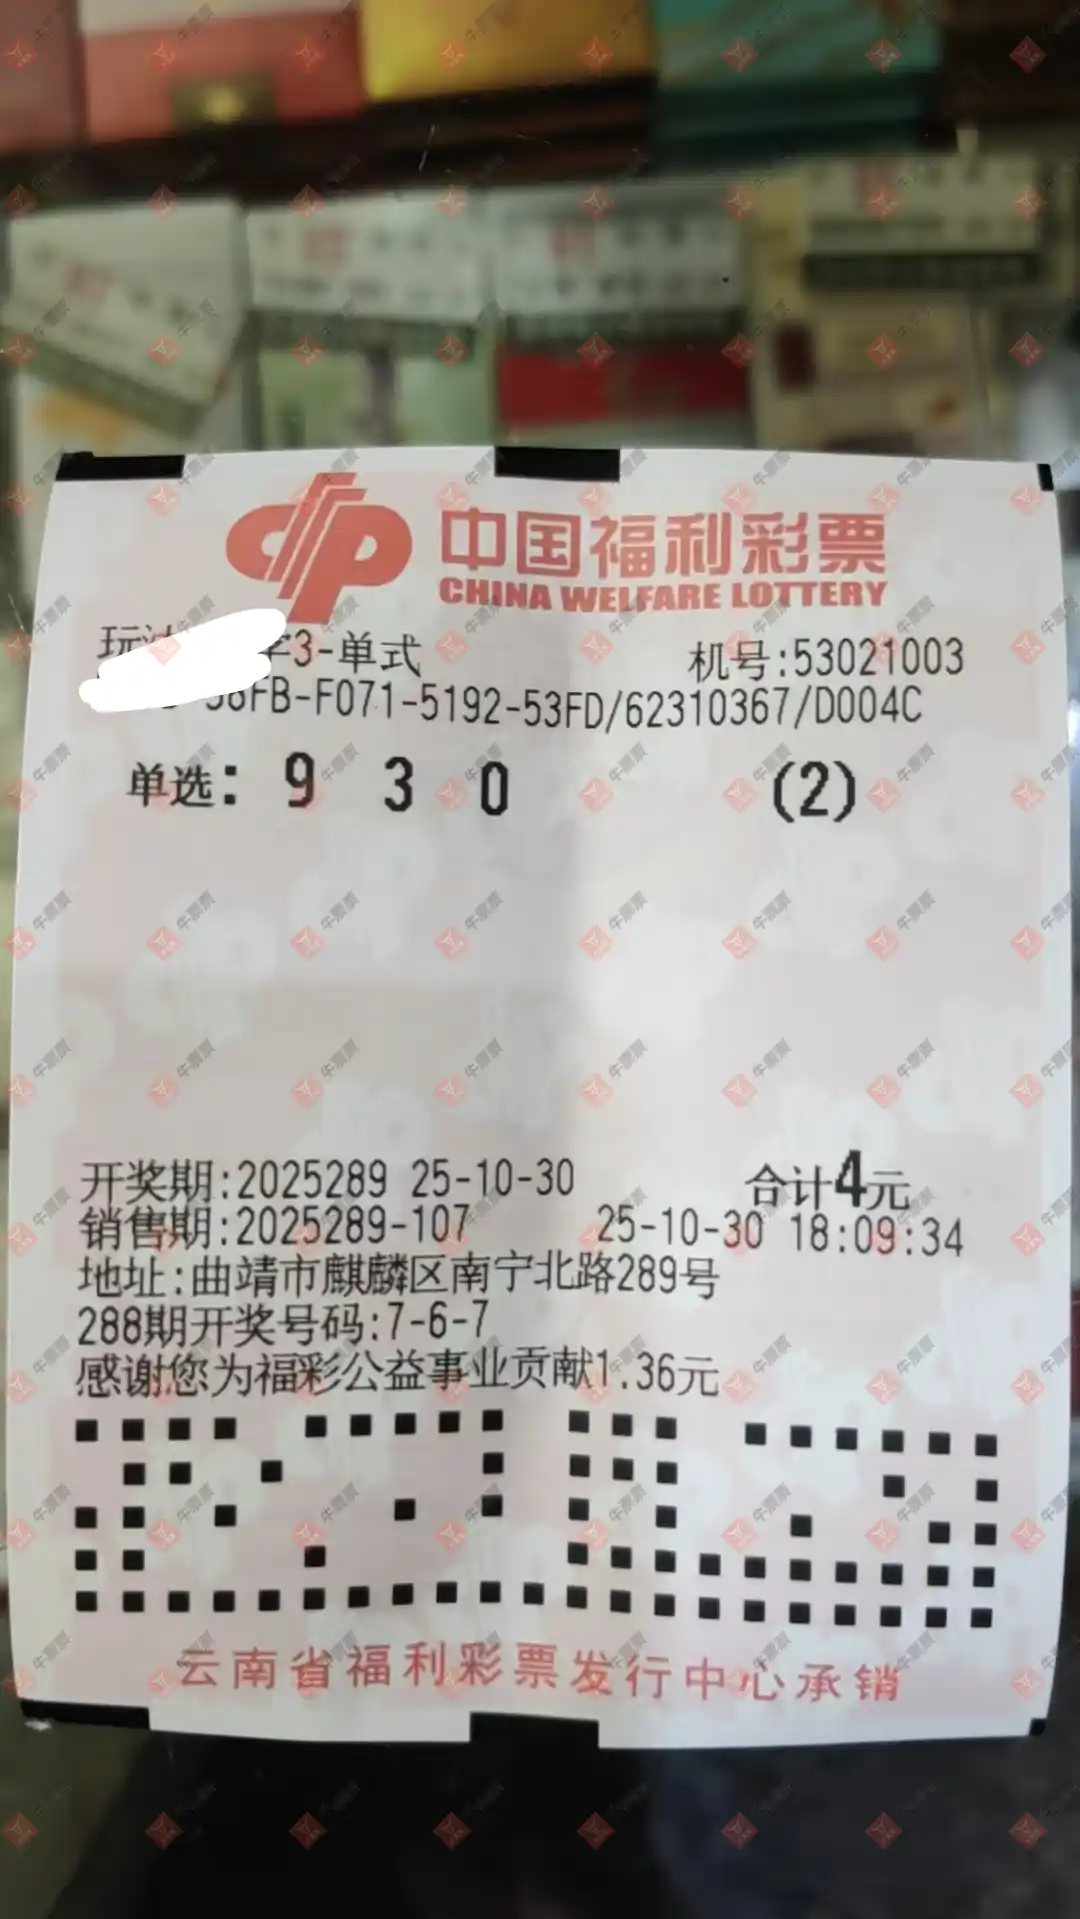 中国福利彩票
CHINA WELFARE LOTTERY
字3-单式 机号:53021003
58FB-F071-5192-53FD/62310367/D004C
单选: 9 3 0 (2)
开奖期:2025289 25-10-30 合计4元
销售期:2025289-107 25-10-30 18:09:34
地址:曲靖市麒麟区南宁北路289号
288期开奖号码:7-6-7
感谢您为福彩公益事业贡献1.36元
云南省福利彩票发行中心承销
牛票票